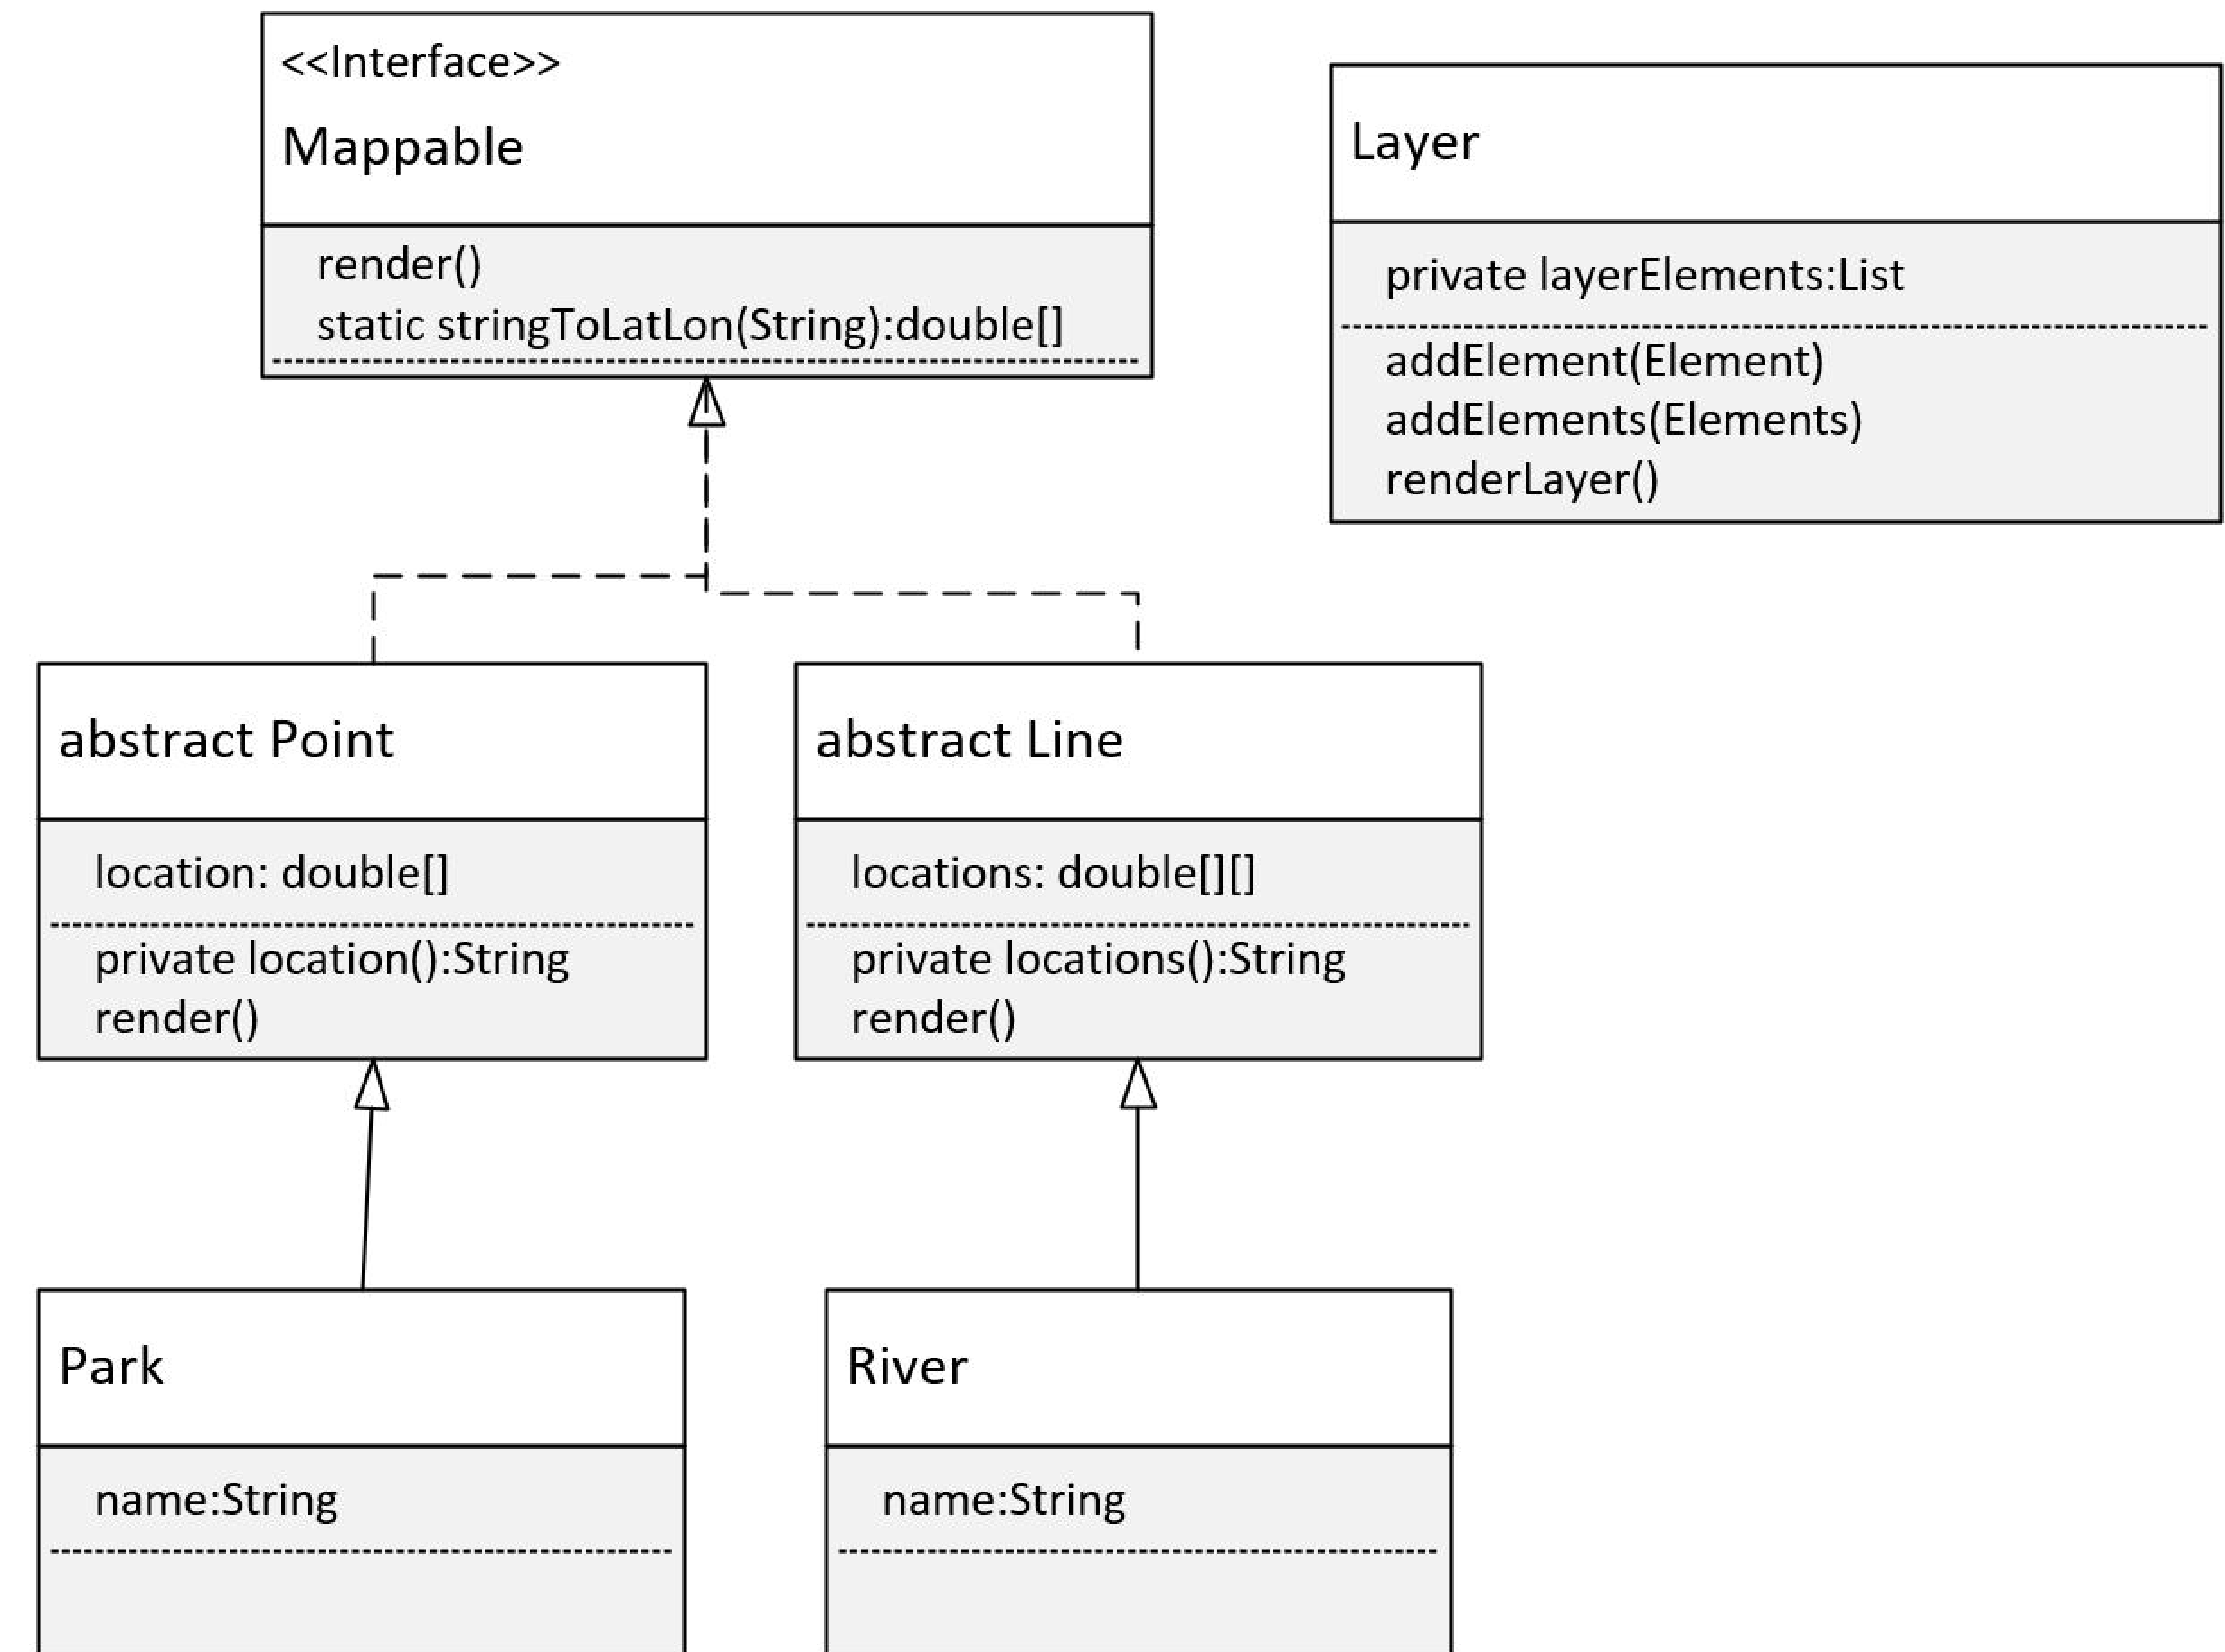 <<Interface>>
Mappable
render()
static stringToLatLon(String):double[]
Layer
private layerElements:List
addElement(Element)
addElements(Elements)
renderLayer()
abstract Point
location: double[]
private location():String
render()
abstract Line
locations: double[][]
private locations():String
render()
Park
name:String
River
name:String